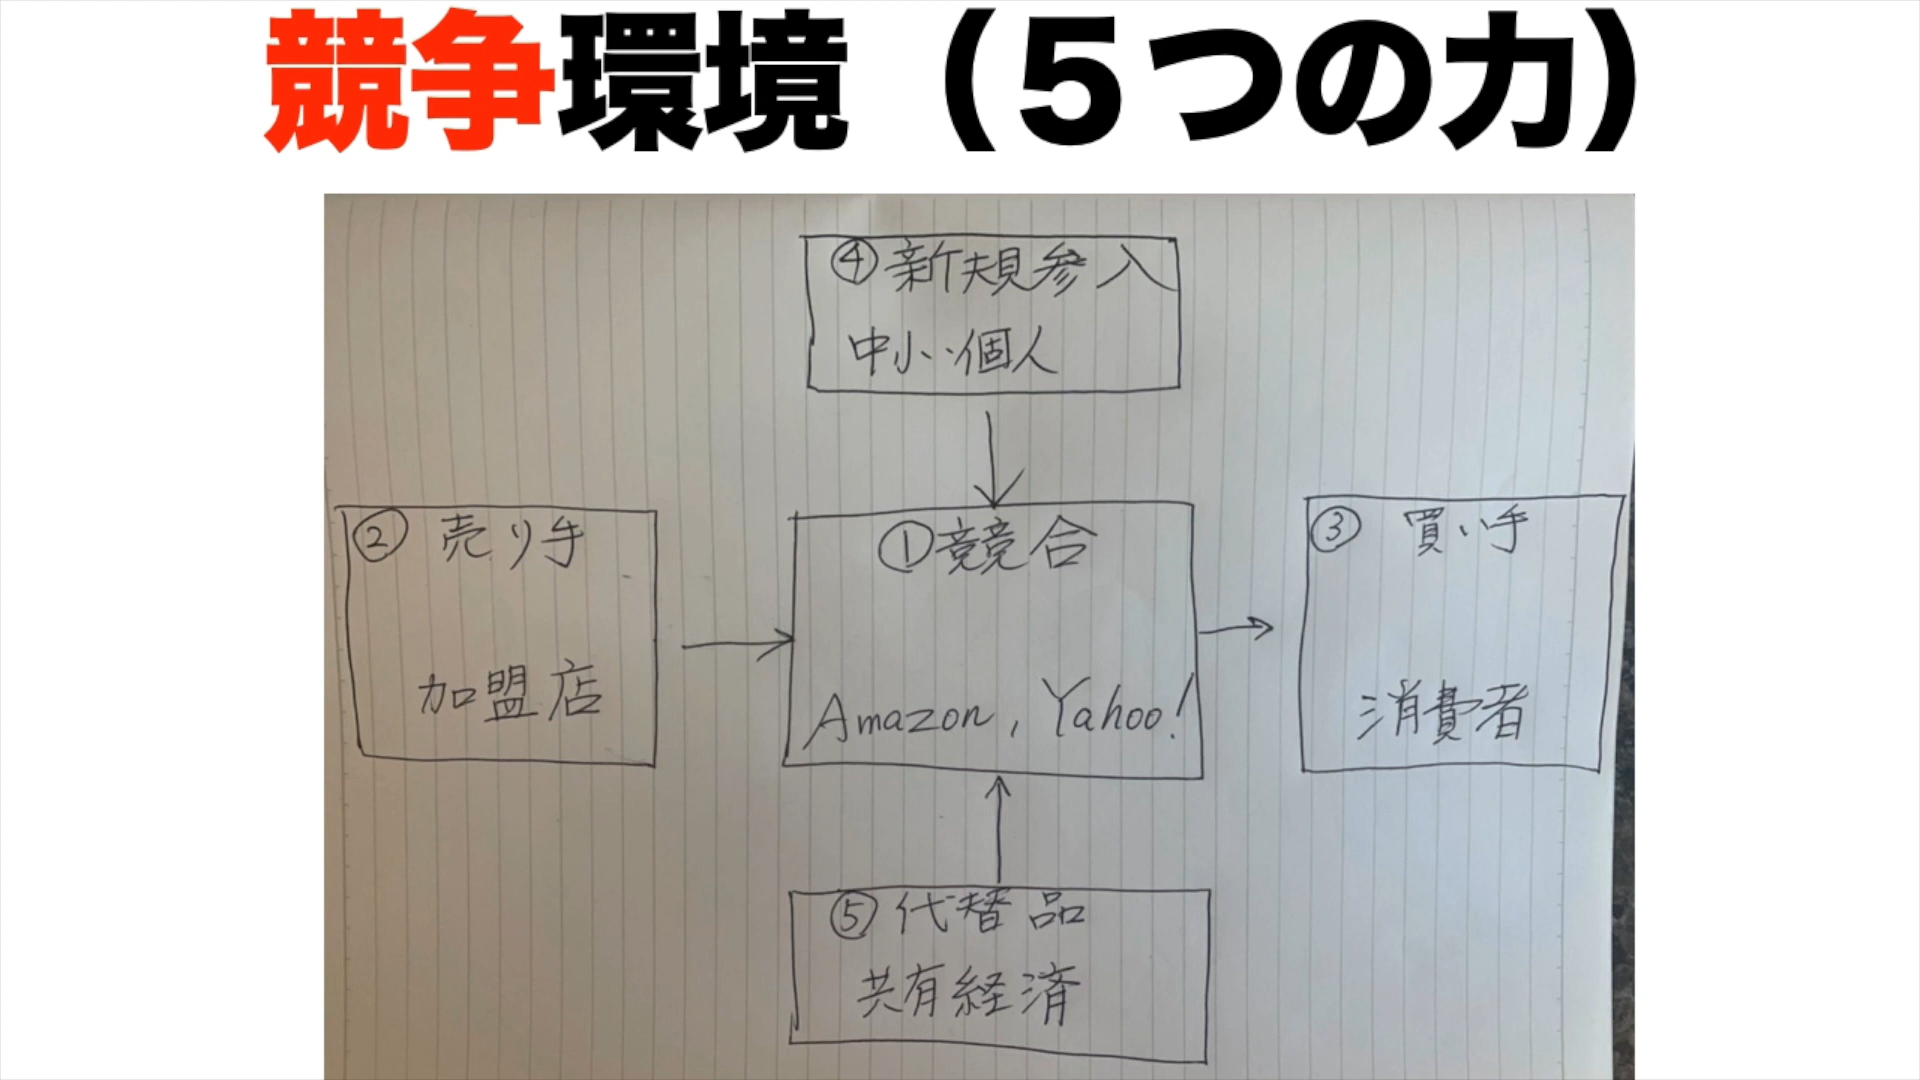 競争環境（５つの力）
④新規参入
中小・個人
②売り手
加盟店
①競合
Amazon, Yahoo!
③買い手
消費者
⑤代替品
共有経済